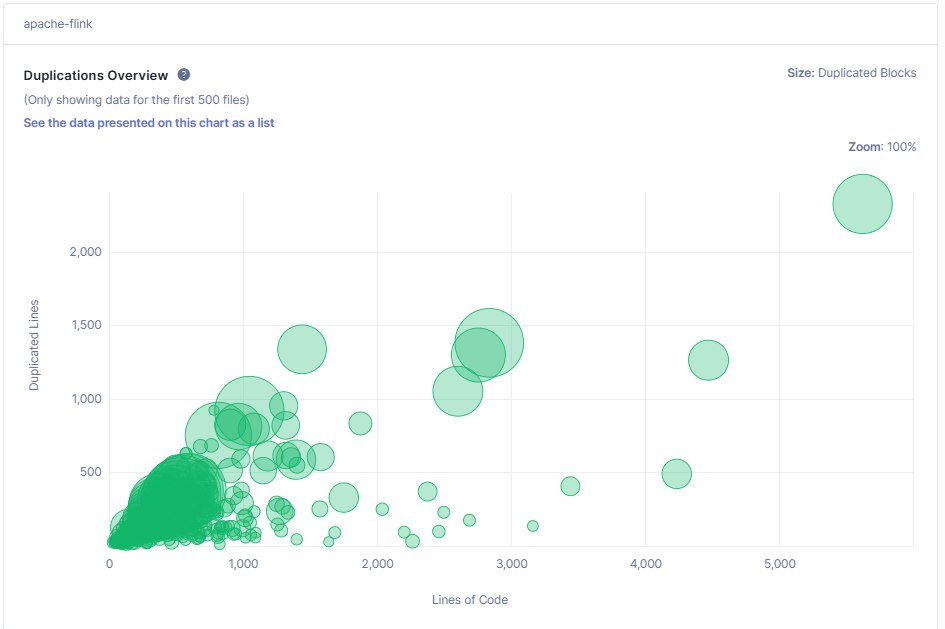 apache-flink
Duplications Overview ?
Size: Duplicated Blocks
(Only showing data for the first 500 files)
See the data presented on this chart as a list
Zoom: 100%
2,000
1,500
1,000
500
Duplicated Lines
0 1,000 2,000 3,000 4,000 5,000
Lines of Code